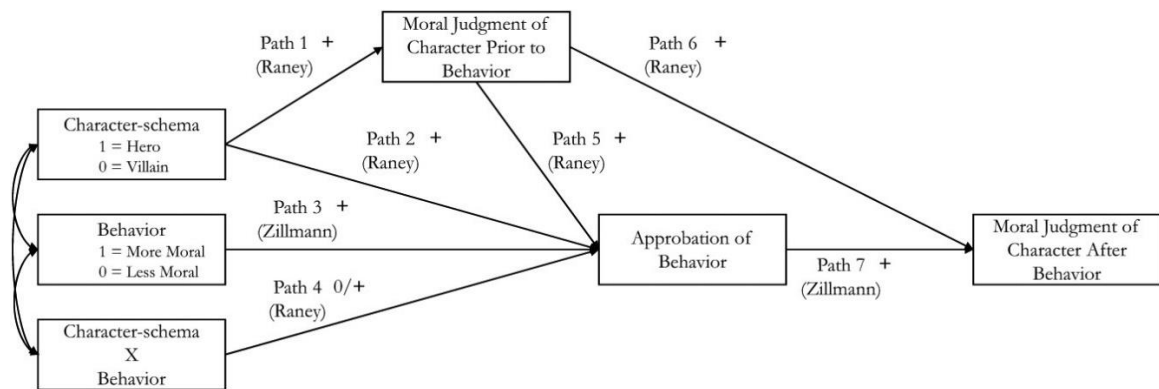 Path 1 +
(Raney)
Moral Judgment of
Character Prior to
Behavior
Path 6 +
(Raney)
Character-schema
1 = Hero
0 = Villain
Path 2 +
(Raney)
Path 5 +
(Raney)
Behavior
1 = More Moral
0 = Less Moral
Path 3 +
(Zillmann)
Approbation of
Behavior
Path 7 +
(Zillmann)
Moral Judgment of
Character After
Behavior
Path 4 0/+
(Raney)
Character-schema
X
Behavior